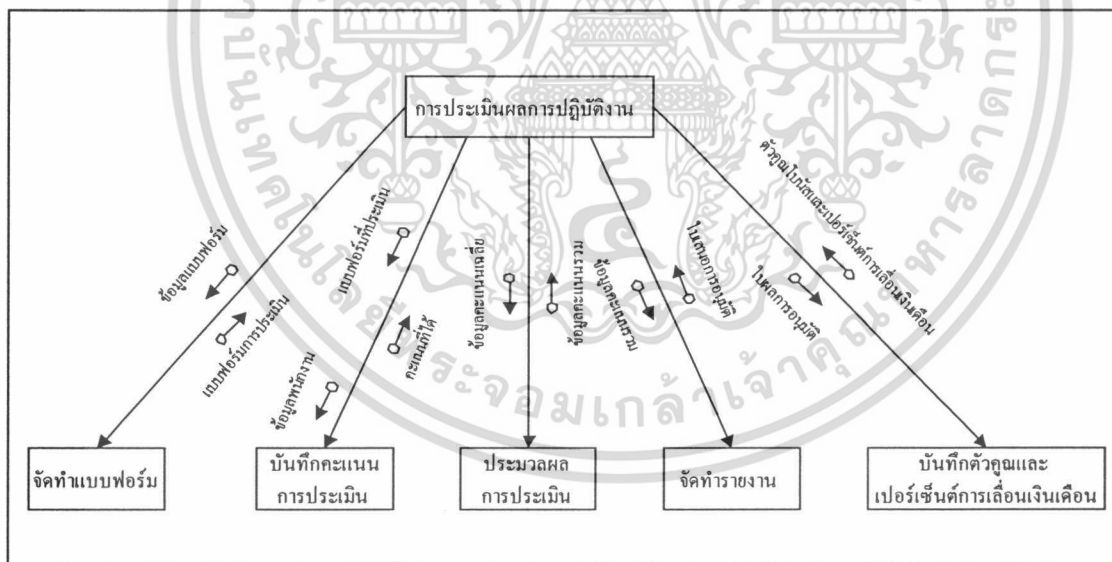 การประเมินผลการปฏิบัติงาน
ข้อมูลแบบฟอร์ม
แบบฟอร์มการประเมิน
แบบฟอร์มที่ประเมิน
ข้อมูลพนักงาน
คะแนนที่ได้
ข้อมูลคะแนนเฉลี่ย
ข้อมูลคะแนนรวม
ข้อมูลคะแนนรวม
ใบเสนอการอนุมัติ
ใบผลการอนุมัติ
ตัวคูณโบนัสและเปอร์เซ็นต์การเลื่อนเงินเดือน
จัดทำแบบฟอร์ม
บันทึกคะแนน
การประเมิน
ประมวลผล
การประเมิน
จัดทำรายงาน
บันทึกตัวคูณและ
เปอร์เซ็นต์การเลื่อนเงินเดือน